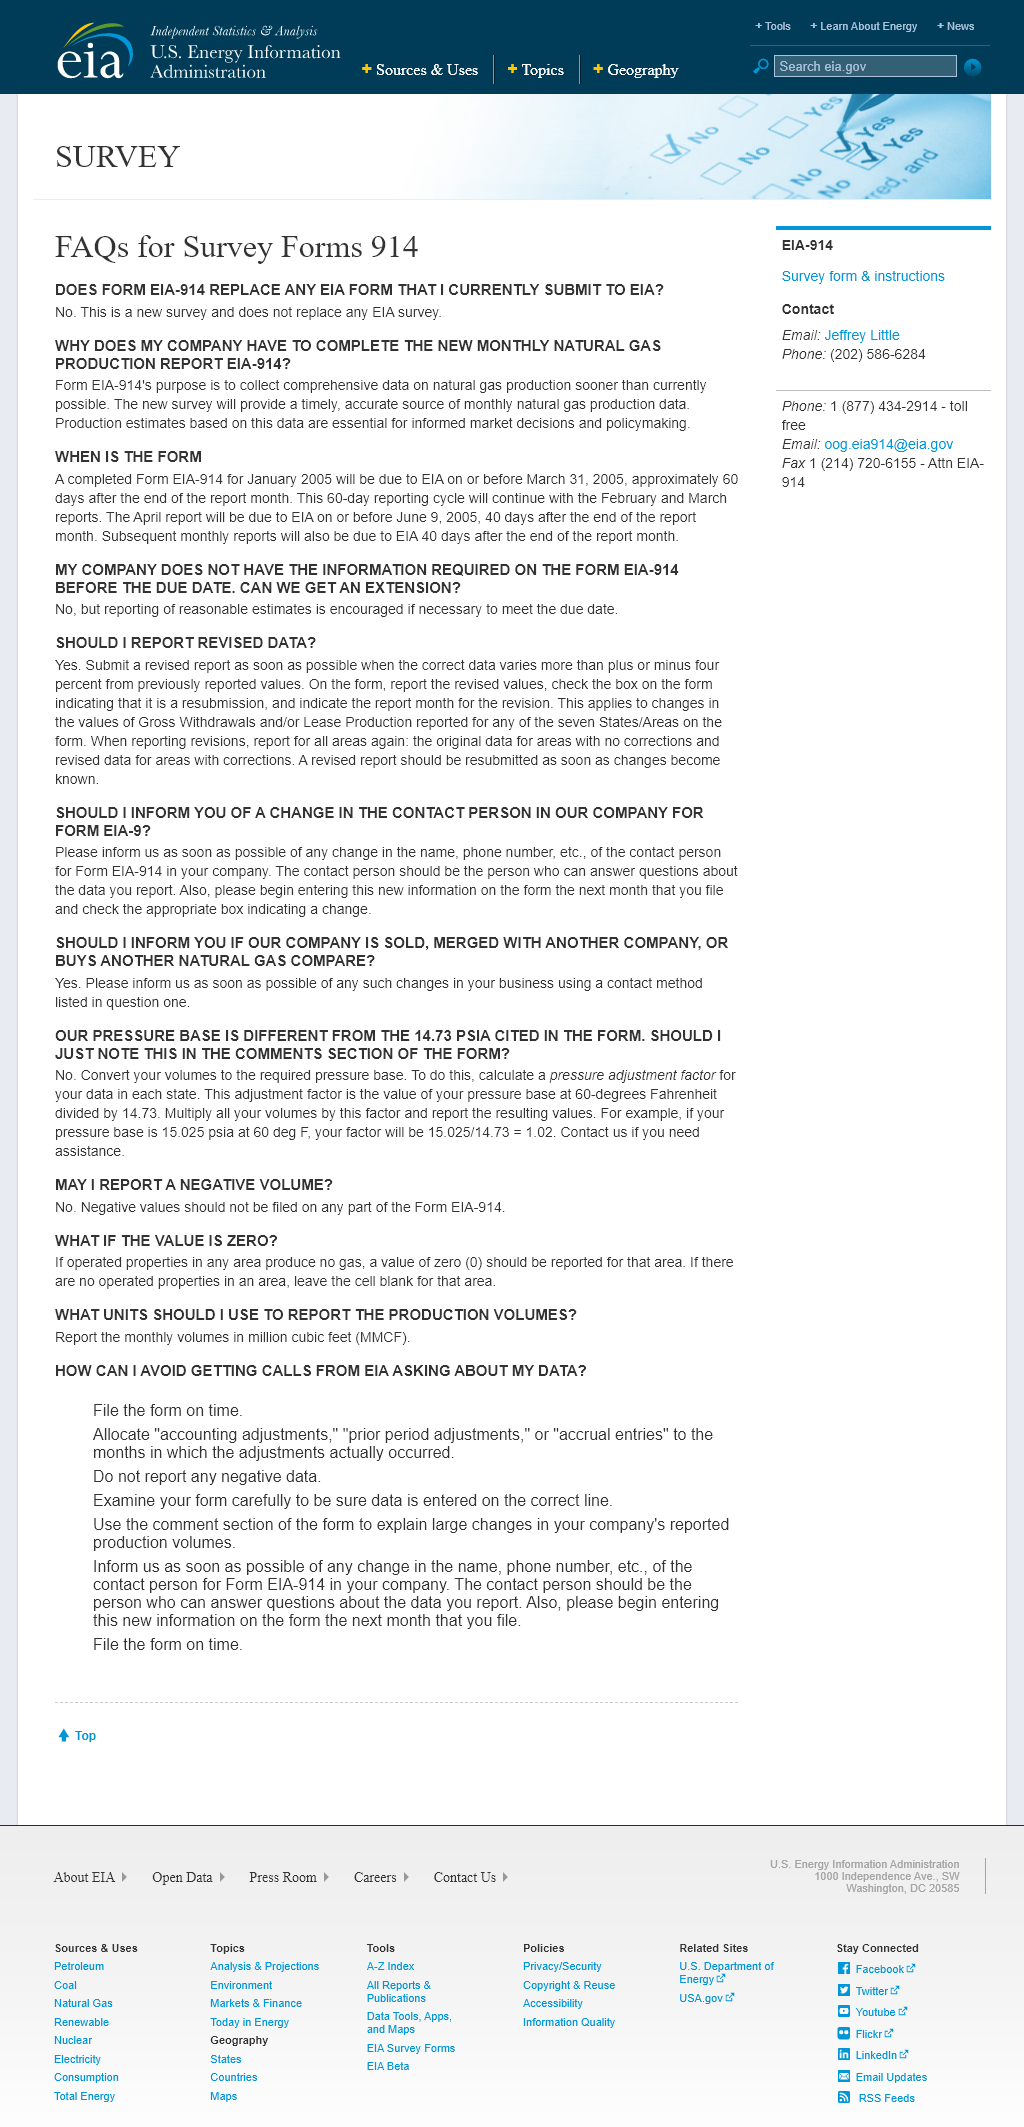 Independent Statistics & Analysis
U.S. Energy Information
Administration
eia
+ Sources & Uses
+ Topics
+ Geography
+ Tools
+ Learn About Energy
+ News
Search eia.gov
No
Yes
No
Yes
No
Yes
No
rred, and
SURVEY
FAQs for Survey Forms 914
DOES FORM EIA-914 REPLACE ANY EIA FORM THAT I CURRENTLY SUBMIT TO EIA?
No. This is a new survey and does not replace any EIA survey.
WHY DOES MY COMPANY HAVE TO COMPLETE THE NEW MONTHLY NATURAL GAS
PRODUCTION REPORT EIA-914?
Form EIA-914's purpose is to collect comprehensive data on natural gas production sooner than currently
possible. The new survey will provide a timely, accurate source of monthly natural gas production data.
Production estimates based on this data are essential for informed market decisions and policymaking.
WHEN IS THE FORM
A completed Form EIA-914 for January 2005 will be due to EIA on or before March 31, 2005, approximately 60
days after the end of the report month. This 60-day reporting cycle will continue with the February and March
reports. The April report will be due to EIA on or before June 9, 2005, 40 days after the end of the report
month. Subsequent monthly reports will also be due to EIA 40 days after the end of the report month.
MY COMPANY DOES NOT HAVE THE INFORMATION REQUIRED ON THE FORM EIA-914
BEFORE THE DUE DATE. CAN WE GET AN EXTENSION?
No, but reporting of reasonable estimates is encouraged if necessary to meet the due date.
SHOULD I REPORT REVISED DATA?
Yes. Submit a revised report as soon as possible when the correct data varies more than plus or minus four
percent from previously reported values. On the form, report the revised values, check the box on the form
indicating that it is a resubmission, and indicate the report month for the revision. This applies to changes in
the values of Gross Withdrawals and/or Lease Production reported for any of the seven States/Areas on the
form. When reporting revisions, report for all areas again: the original data for areas with no corrections and
revised data for areas with corrections. A revised report should be resubmitted as soon as changes become
known.
SHOULD I INFORM YOU OF A CHANGE IN THE CONTACT PERSON IN OUR COMPANY FOR
FORM EIA-9?
Please inform us as soon as possible of any change in the name, phone number, etc., of the contact person
for Form EIA-914 in your company. The contact person should be the person who can answer questions about
the data you report. Also, please begin entering this new information on the form the next month that you file
and check the appropriate box indicating a change.
SHOULD I INFORM YOU IF OUR COMPANY IS SOLD, MERGED WITH ANOTHER COMPANY, OR
BUYS ANOTHER NATURAL GAS COMPARE?
Yes. Please inform us as soon as possible of any such changes in your business using a contact method
listed in question one.
OUR PRESSURE BASE IS DIFFERENT FROM THE 14.73 PSIA CITED IN THE FORM. SHOULD I
JUST NOTE THIS IN THE COMMENTS SECTION OF THE FORM?
No. Convert your volumes to the required pressure base. To do this, calculate a pressure adjustment factor for
your data in each state. This adjustment factor is the value of your pressure base at 60-degrees Fahrenheit
divided by 14.73. Multiply all your volumes by this factor and report the resulting values. For example, if your
pressure base is 15.025 psia at 60 deg F, your factor will be 15.025/14.73 = 1.02. Contact us if you need
assistance.
MAY I REPORT A NEGATIVE VOLUME?
No. Negative values should not be filed on any part of the Form EIA-914.
WHAT IF THE VALUE IS ZERO?
If operated properties in any area produce no gas, a value of zero (0) should be reported for that area. If there
are no operated properties in an area, leave the cell blank for that area.
WHAT UNITS SHOULD I USE TO REPORT THE PRODUCTION VOLUMES?
Report the monthly volumes in million cubic feet (MMCF).
HOW CAN I AVOID GETTING CALLS FROM EIA ASKING ABOUT MY DATA?
File the form on time.
Allocate "accounting adjustments," "prior period adjustments," or "accrual entries" to the
months in which the adjustments actually occurred.
Do not report any negative data.
Examine your form carefully to be sure data is entered on the correct line.
Use the comment section of the form to explain large changes in your company's reported
production volumes.
Inform us as soon as possible of any change in the name, phone number, etc., of the
contact person for Form EIA-914 in your company. The contact person should be the
person who can answer questions about the data you report. Also, please begin entering
this new information on the form the next month that you file.
File the form on time.
Top
EIA-914
Survey form & instructions
Contact
Email: Jeffrey Little
Phone: (202) 586-6284
Phone: 1 (877) 434-2914 - toll
free
Email: oog.eia914@eia.gov
Fax 1 (214) 720-6155 - Attn EIA-
914
About EIA
Open Data
Press Room
Careers
Contact Us
U.S. Energy Information Administration
1000 Independence Ave., SW
Washington, DC 20585
Sources & Uses
Petroleum
Coal
Natural Gas
Renewable
Nuclear
Electricity
Consumption
Total Energy
Topics
Analysis & Projections
Environment
Markets & Finance
Today in Energy
Geography
States
Countries
Maps
Tools
A-Z Index
All Reports &
Publications
Data Tools, Apps,
and Maps
EIA Survey Forms
EIA Beta
Policies
Privacy/Security
Copyright & Reuse
Accessibility
Information Quality
Related Sites
U.S. Department of
Energy
USA.gov
Stay Connected
Facebook
Twitter
Youtube
Flickr
LinkedIn
Email Updates
RSS Feeds